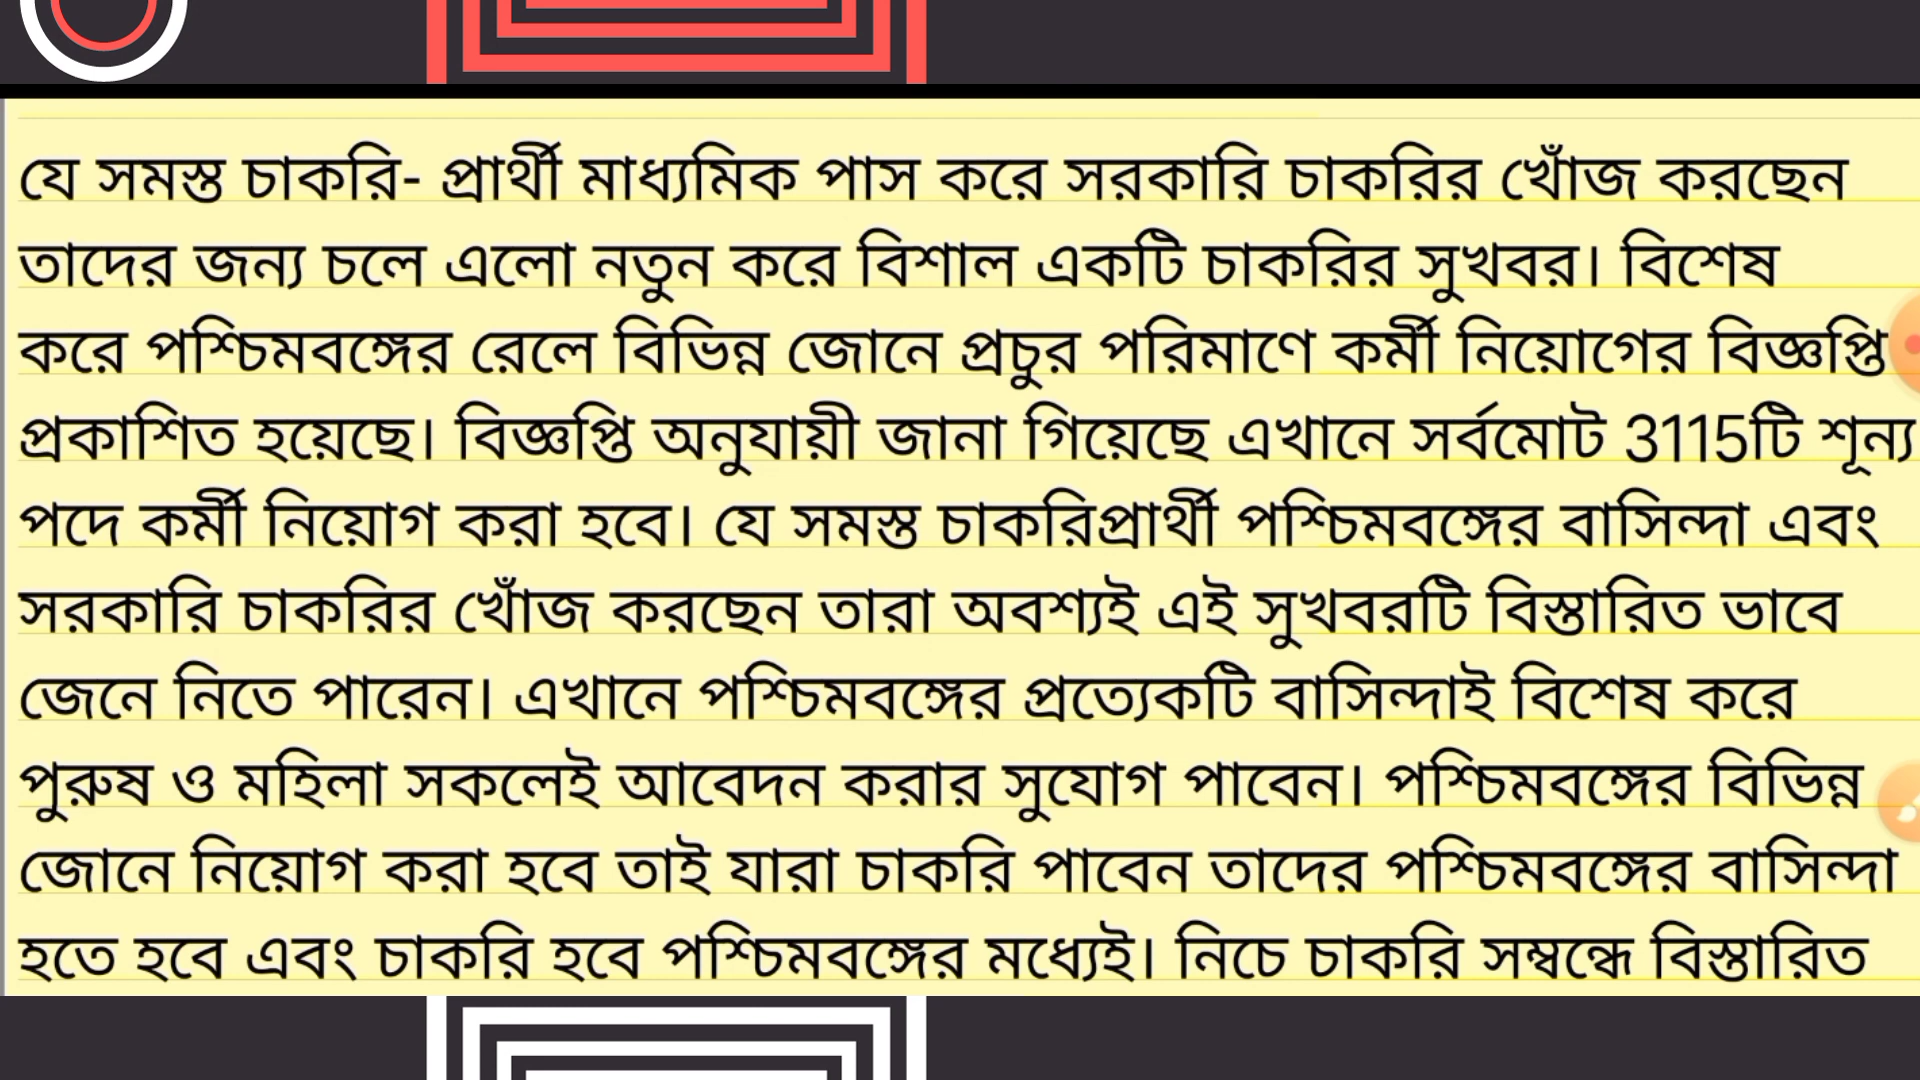 যে সমস্ত চাকরি- প্রার্থী মাধ্যমিক পাস করে সরকারি চাকরির খোঁজ করছেন
তাদের জন্য চলে এলো নতুন করে বিশাল একটি চাকরির সুখবর। বিশেষ
করে পশ্চিমবঙ্গের রেলে বিভিন্ন জোনে প্রচুর পরিমাণে কর্মী নিয়োগের বিজ্ঞপ্তি
প্রকাশিত হয়েছে। বিজ্ঞপ্তি অনুযায়ী জানা গিয়েছে এখানে সর্বমোট 3115টি শূন্য
পদে কর্মী নিয়োগ করা হবে। যে সমস্ত চাকরিপ্রার্থী পশ্চিমবঙ্গের বাসিন্দা এবং
সরকারি চাকরির খোঁজ করছেন তারা অবশ্যই এই সুখবরটি বিস্তারিত ভাবে
জেনে নিতে পারেন। এখানে পশ্চিমবঙ্গের প্রত্যেকটি বাসিন্দাই বিশেষ করে
পুরুষ ও মহিলা সকলেই আবেদন করার সুযোগ পাবেন। পশ্চিমবঙ্গের বিভিন্ন
জোনে নিয়োগ করা হবে তাই যারা চাকরি পাবেন তাদের পশ্চিমবঙ্গের বাসিন্দা
হতে হবে এবং চাকরি হবে পশ্চিমবঙ্গের মধ্যেই। নিচে চাকরি সম্বন্ধে বিস্তারিত